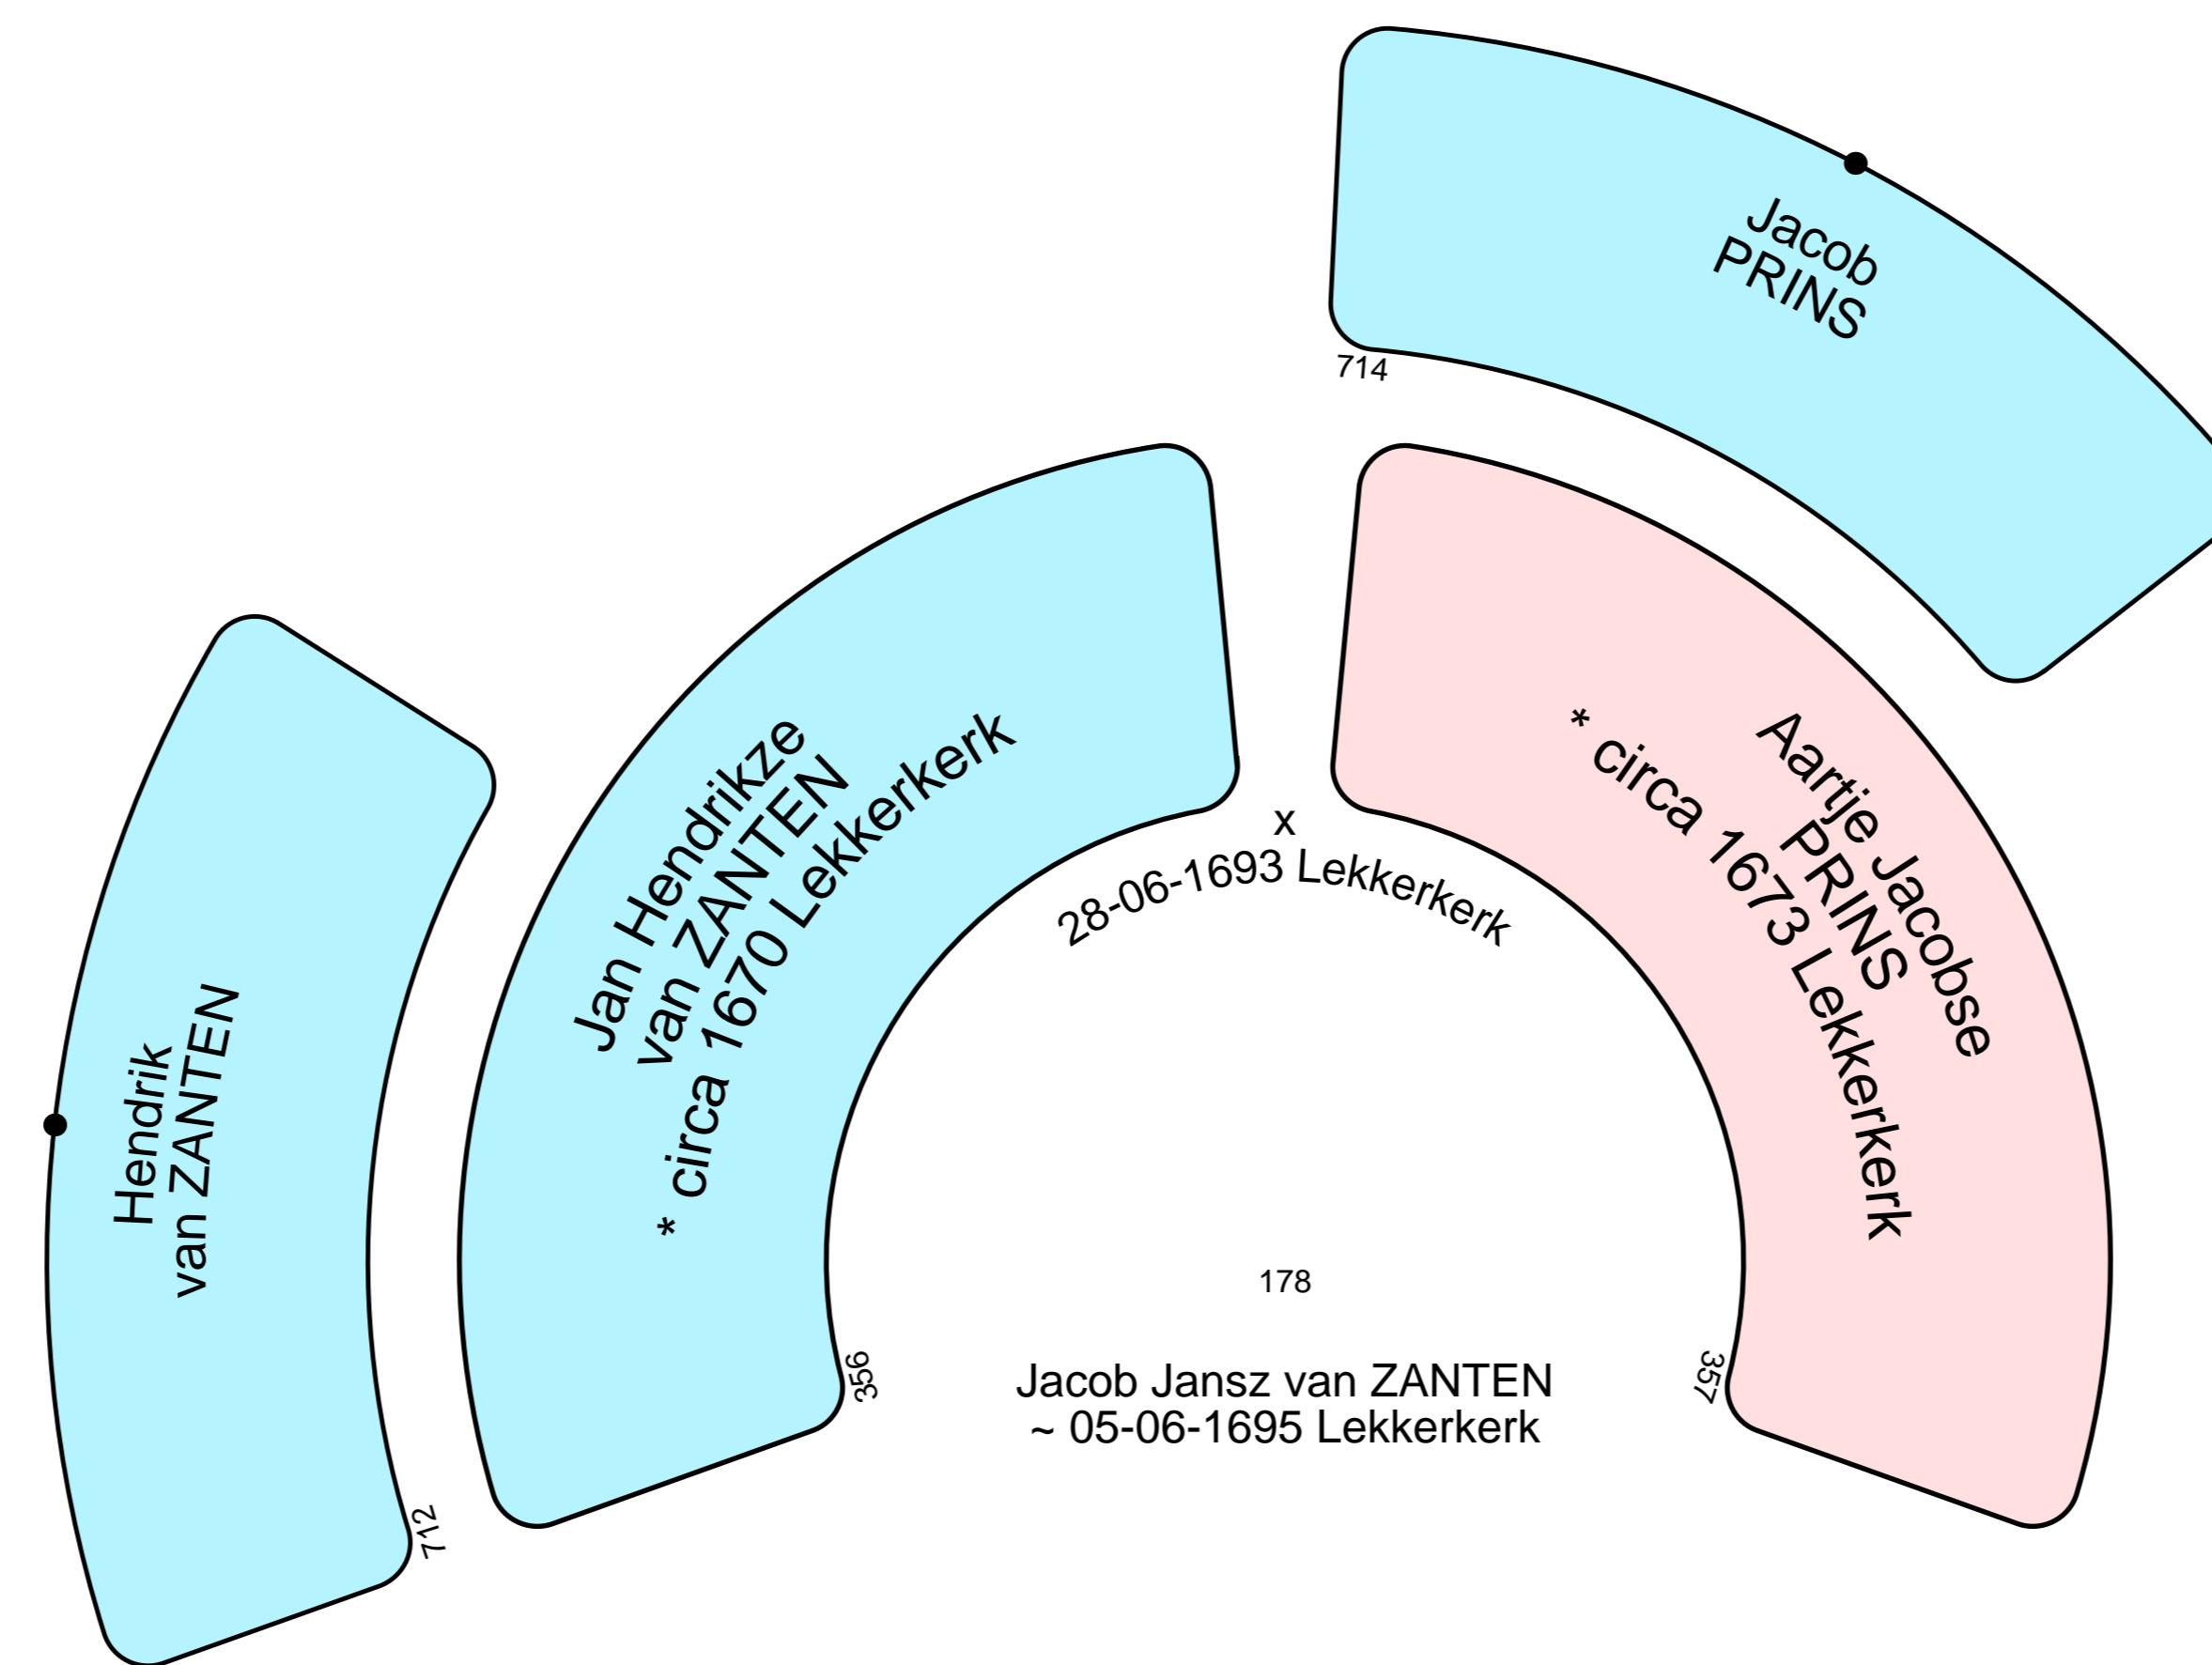 Jacob
PRINS
714
Hendrik
van ZANTEN
712
Jan Hendrikze
van ZANTEN
* circa 1670 Lekkerkerk
356
Aartje Jacobse
PRINS
* circa 1673 Lekkerkerk
357
x
28-06-1693 Lekkerkerk
178
Jacob Jansz van ZANTEN
~ 05-06-1695 Lekkerkerk